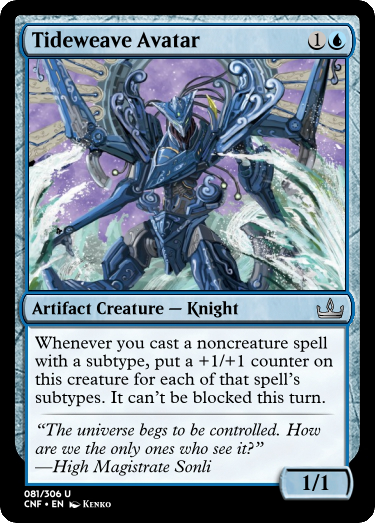 Tideweave Avatar 1
Artifact Creature — Knight
Whenever you cast a noncreature spell
with a subtype, put a +1/+1 counter on
this creature for each of that spell's
subtypes. It can't be blocked this turn.
“The universe begs to be controlled. How
are we the only ones who see it?”
—High Magistrate Sonli
1/1
081/306 U
CNF • EN Kenko